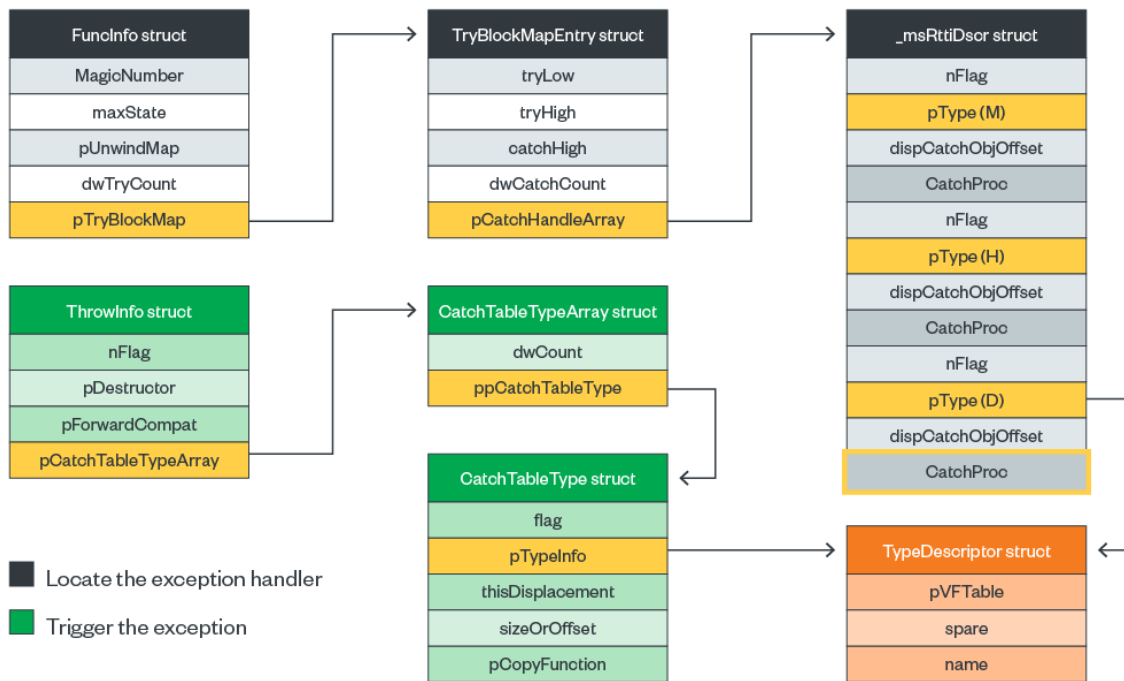 FuncInfo struct
MagicNumber
maxState
pUnwindMap
dwTryCount
pTryBlockMap
TryBlockMapEntry struct
tryLow
tryHigh
catchHigh
dwCatchCount
pCatchHandleArray
_msRttiDscr struct
nFlag
pType (M)
dispCatchObjOffset
CatchProc
nFlag
pType (H)
dispCatchObjOffset
CatchProc
nFlag
pType (D)
dispCatchObjOffset
CatchProc
ThrowInfo struct
nFlag
pDestructor
pForwardCompat
pCatchTableTypeArray
CatchTableTypeArray struct
dwCount
ppCatchTableType
CatchTableType struct
flag
pTypeInfo
thisDisplacement
sizeOrOffset
pCopyFunction
TypeDescriptor struct
pVFTable
spare
name
Locate the exception handler
Trigger the exception